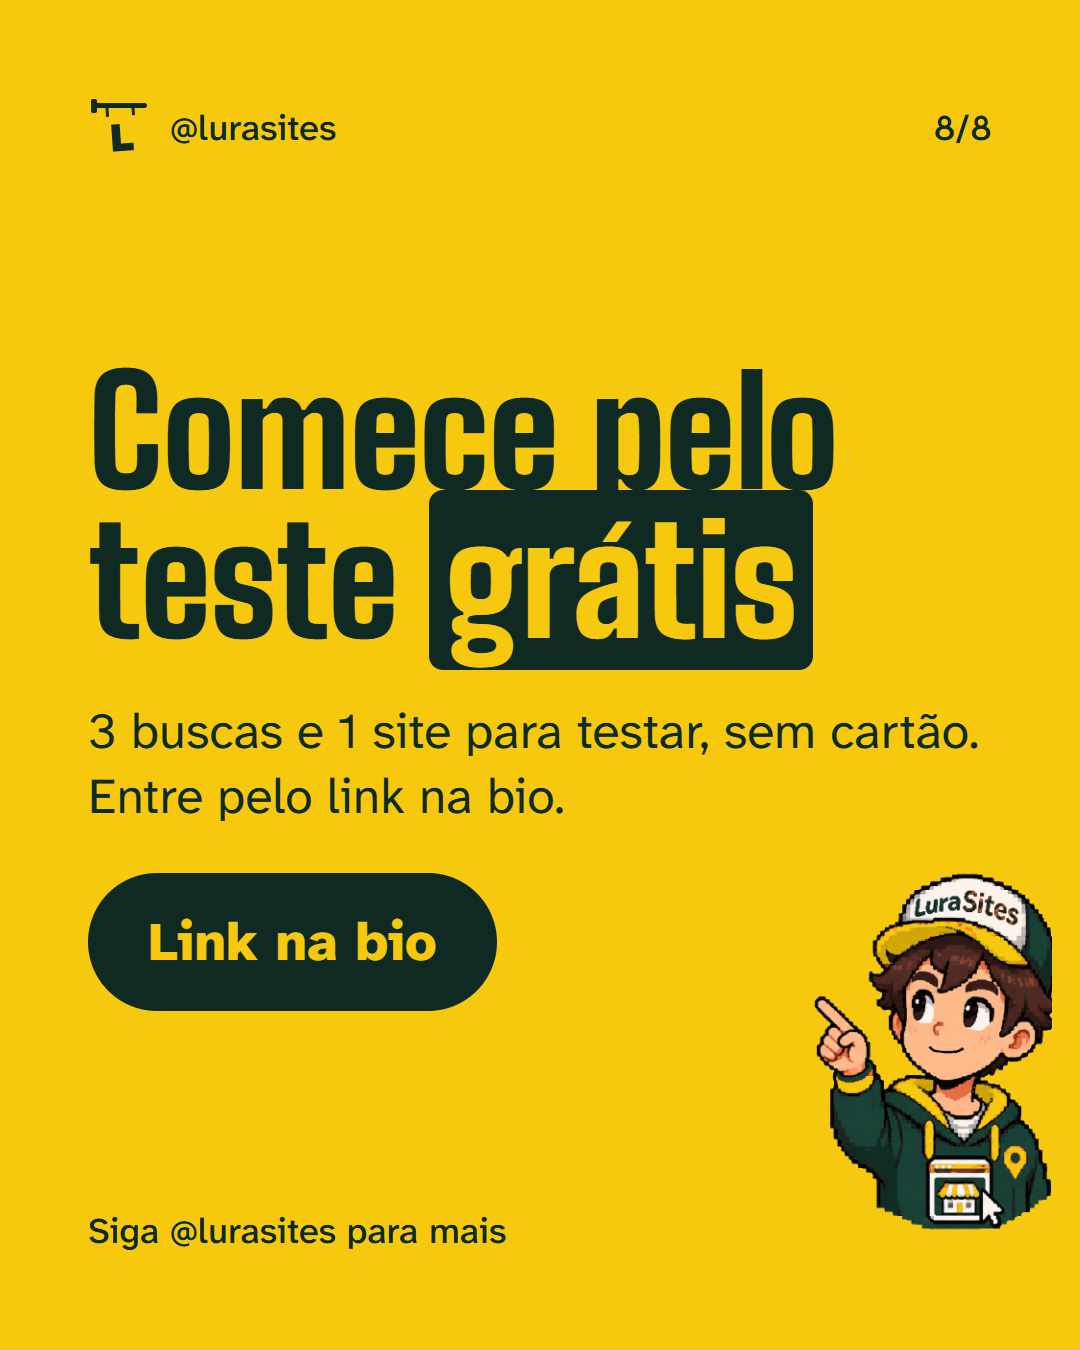 L
@lurasites
8/8
Comece pelo
teste grátis
3 buscas e 1 site para testar, sem cartão.
Entre pelo link na bio.
Link na bio
LuraSites
Siga @lurasites para mais